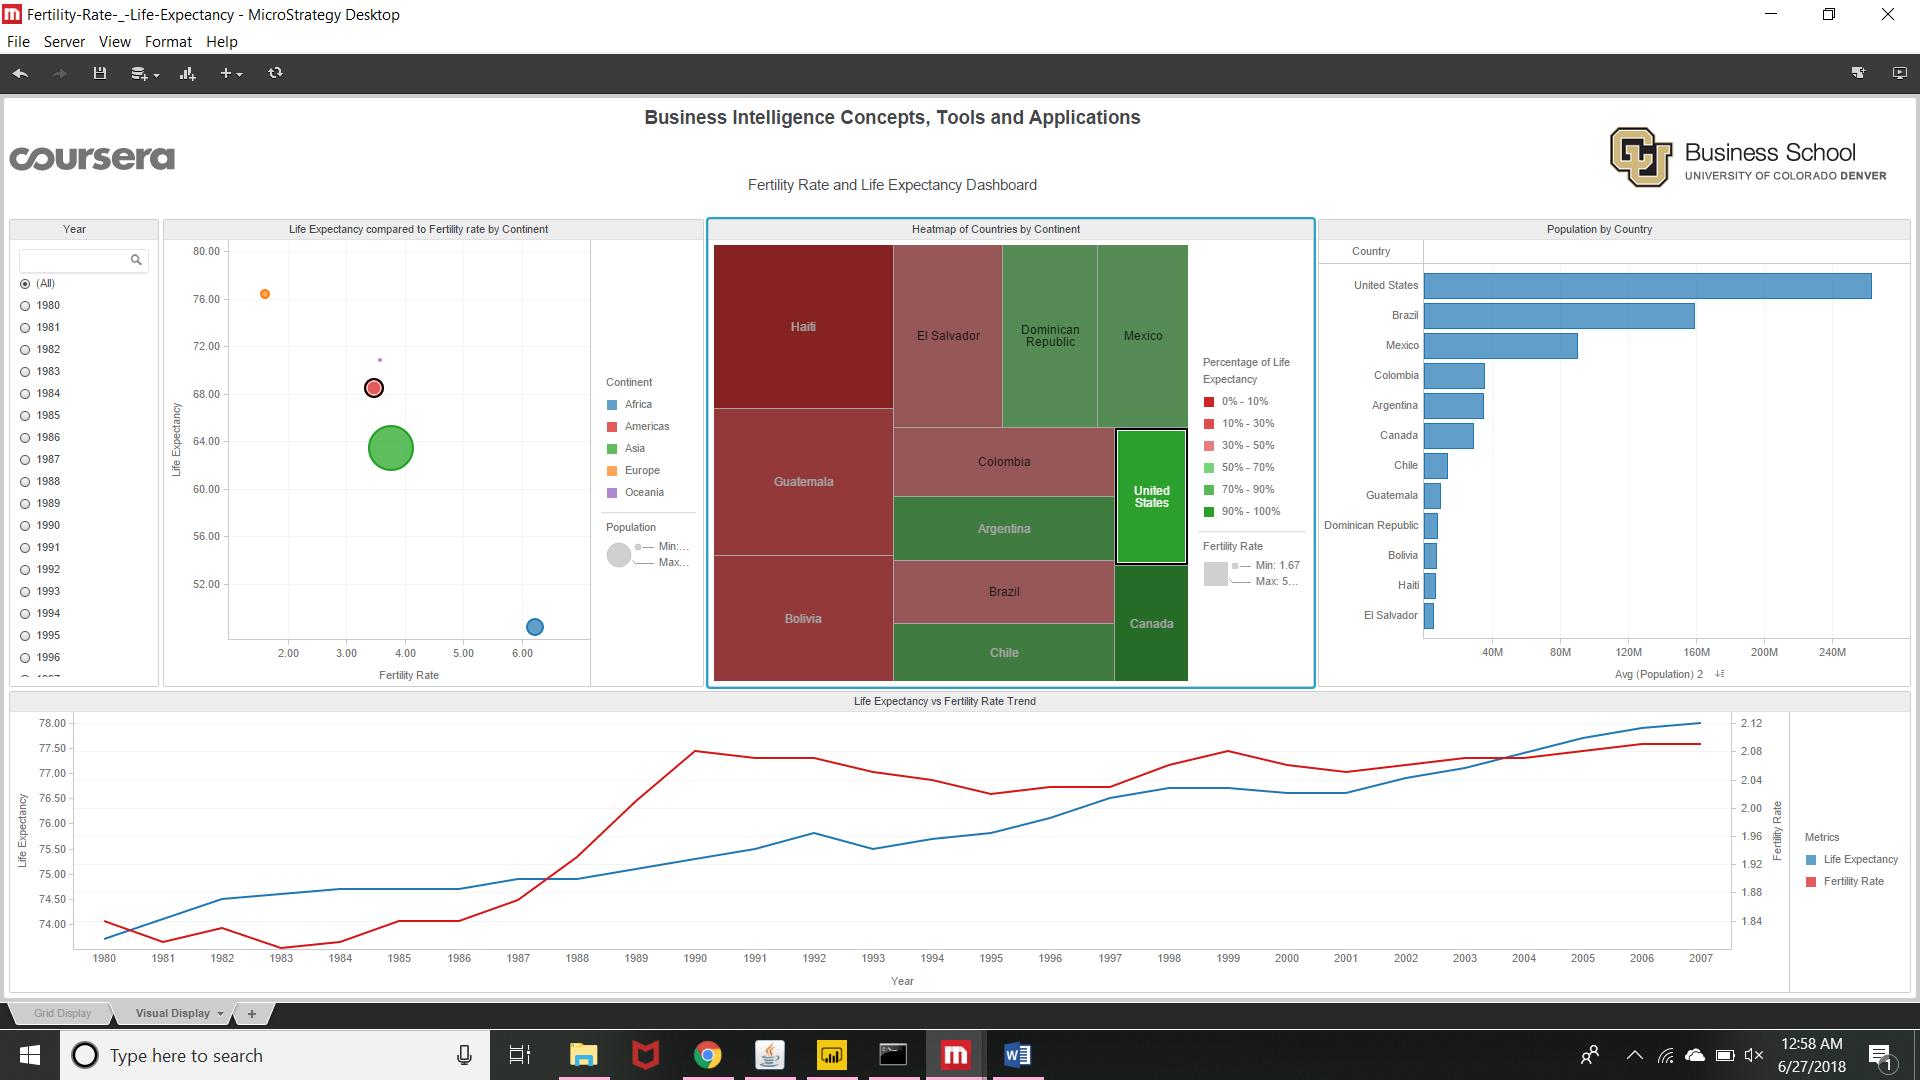 Fertility-Rate-_-Life-Expectancy - MicroStrategy Desktop
File Server View Format Help
Business Intelligence Concepts, Tools and Applications
coursera
CU
Business School
UNIVERSITY OF COLORADO DENVER
Fertility Rate and Life Expectancy Dashboard
Year
(All)
1980
1981
1982
1983
1984
1985
1986
1987
1988
1989
1990
1991
1992
1993
1994
1995
1996
Life Expectancy compared to Fertility rate by Continent
80.00
76.00
72.00
68.00
64.00
60.00
56.00
52.00
Life Expectancy
2.00 3.00 4.00 5.00 6.00
Fertility Rate
Continent
Africa
Americas
Asia
Europe
Oceania
Population
Min:...
Max...
Heatmap of Countries by Continent
Haiti
El Salvador
Dominican
Republic
Mexico
Guatemala
Colombia
United
States
Argentina
Bolivia
Brazil
Canada
Chile
Percentage of Life
Expectancy
0% - 10%
10% - 30%
30% - 50%
50% - 70%
70% - 90%
90% - 100%
Fertility Rate
Min: 1.67
Max: 5...
Population by Country
Country
United States
Brazil
Mexico
Colombia
Argentina
Canada
Chile
Guatemala
Dominican Republic
Bolivia
Haiti
El Salvador
40M 80M 120M 160M 200M 240M
Avg (Population) 2
Life Expectancy vs Fertility Rate Trend
78.00
77.50
77.00
76.50
76.00
75.50
75.00
74.50
74.00
Life Expectancy
2.12
2.08
2.04
2.00
1.96
1.92
1.88
1.84
Fertility Rate
1980 1981 1982 1983 1984 1985 1986 1987 1988 1989 1990 1991 1992 1993 1994 1995 1996 1997 1998 1999 2000 2001 2002 2003 2004 2005 2006 2007
Year
Metrics
Life Expectancy
Fertility Rate
Grid Display
Visual Display
Type here to search
12:58 AM
6/27/2018
1